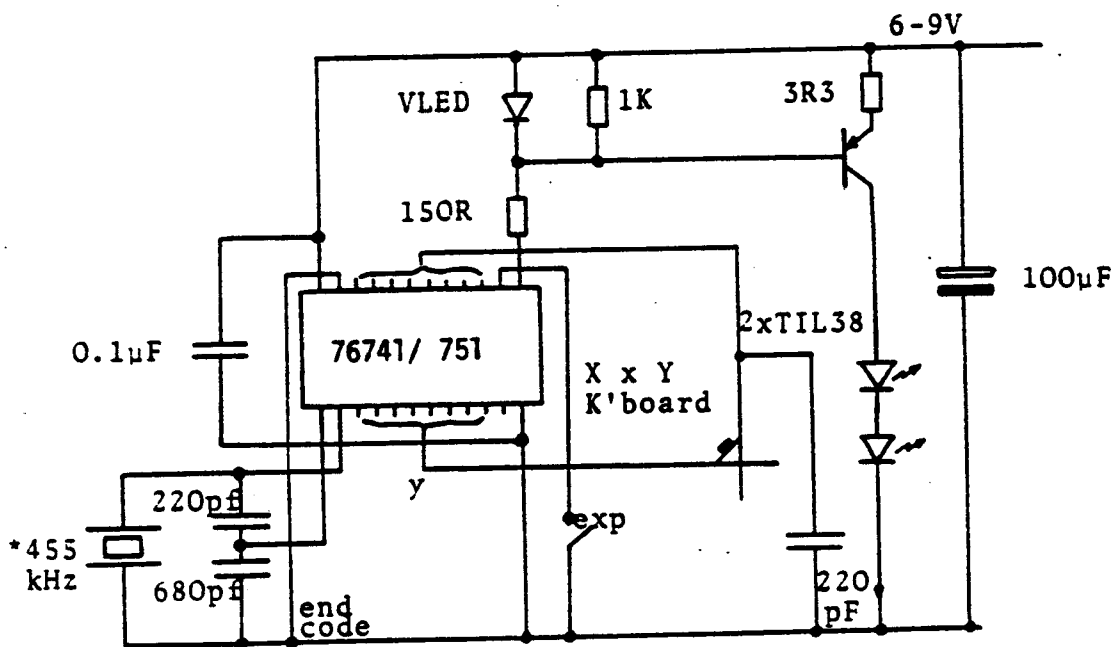 6-9V
VLED
1K
3R3
150R
100µF
2xTIL38
0.1µF
76741/ 751
X x Y
K'board
y
220pf
exp
*455
kHz
680pf
220
pF
end
code